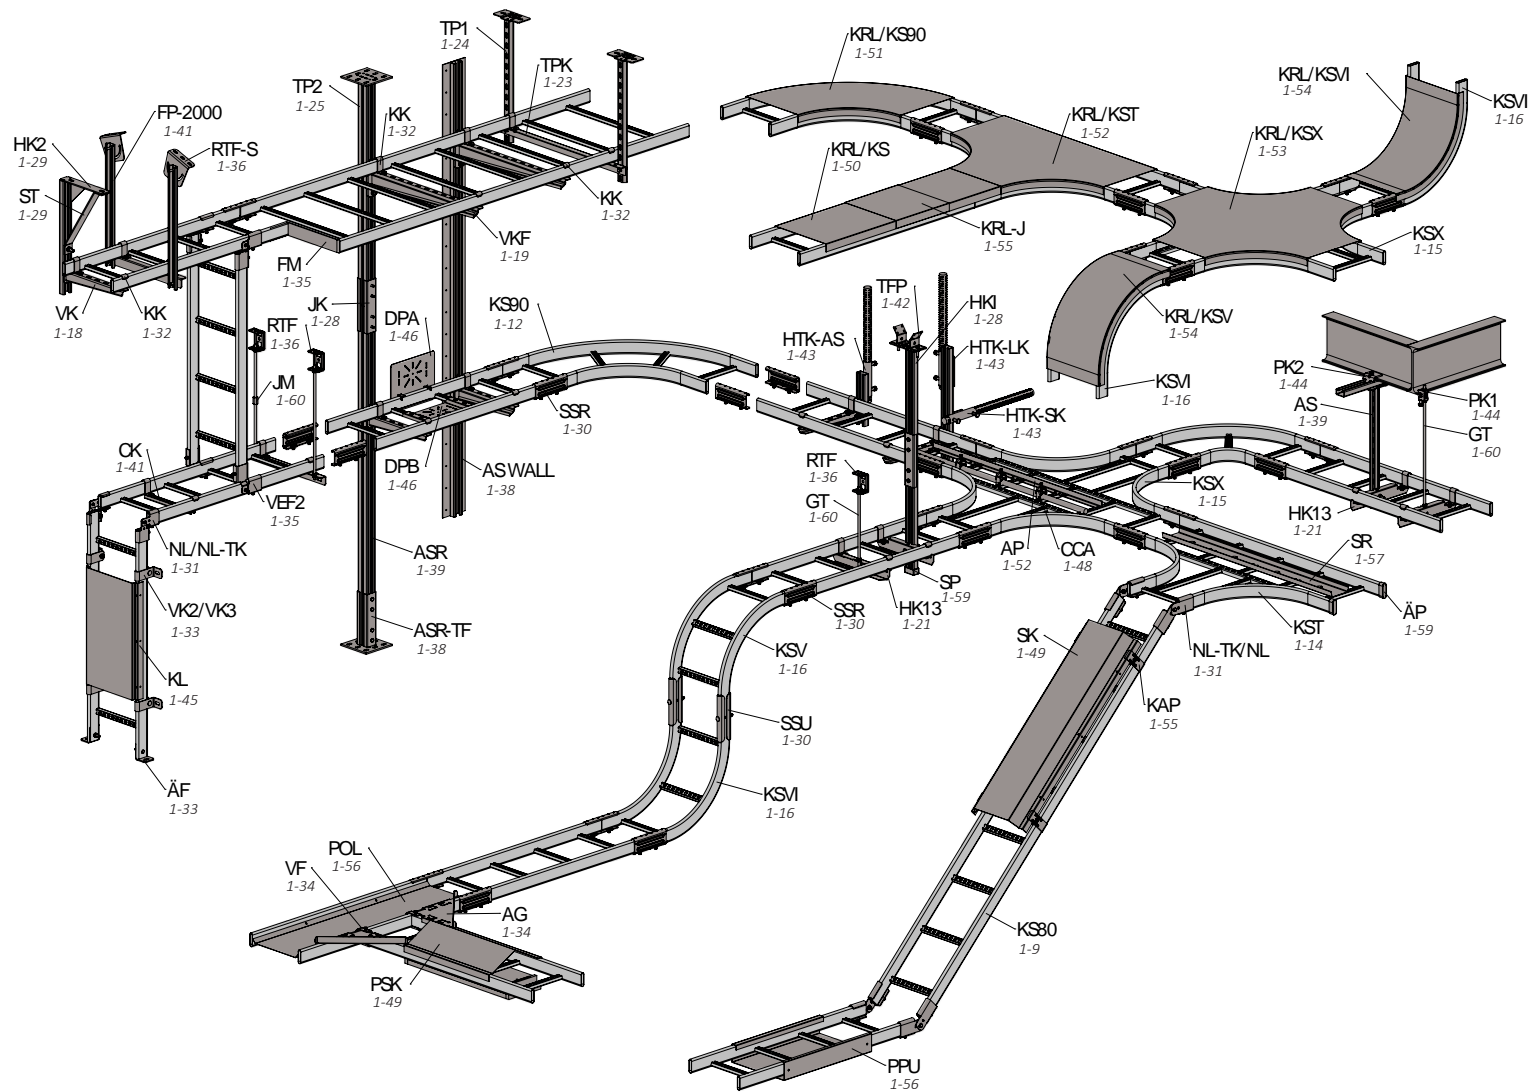 TP1
1-24
TPK
1-23
TP2
1-25
KK
1-32
FP-2000
1-41
HK2
1-29
RTF-S
1-36
ST
1-29
KK
1-32
VKF
1-19
FM
1-35
VK
1-18
KK
1-32
JK
1-28
RTF
1-36
DPA
1-46
KS90
1-12
JM
1-60
SSR
1-30
CK
1-41
DPB
1-46
AS WALL
1-38
VEF2
1-35
NL/NL-TK
1-31
ASR
1-39
VK2/VK3
1-33
ASR-TF
1-38
KL
1-45
ÄF
1-33
KRL/KS90
1-51
KRL/KSVI
1-54
KSVI
1-16
KRL/KST
1-52
KRL/KSX
1-53
KRL/KS
1-50
KRL-J
1-55
KSX
1-15
TFP
1-42
HKI
1-28
KRL/KSV
1-54
HTK-AS
1-43
HTK-LK
1-43
KSVI
1-16
PK2
1-44
PK1
1-44
AS
1-39
HTK-SK
1-43
GT
1-60
RTF
1-36
KSX
1-15
GT
1-60
HK13
1-21
SR
1-57
AP
1-52
CCA
1-48
SP
1-59
HK13
1-21
SSR
1-30
ÄP
1-59
KST
1-14
NL-TK/NL
1-31
KSV
1-16
SK
1-49
KAP
1-55
SSU
1-30
KSVI
1-16
POL
1-56
VF
1-34
AG
1-34
PSK
1-49
KS80
1-9
PPU
1-56